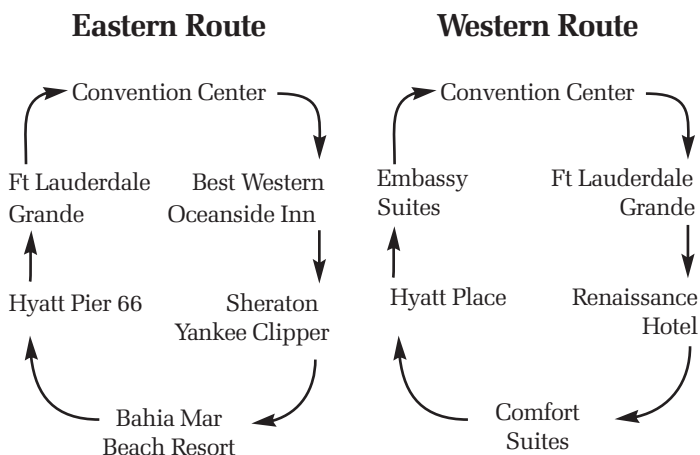 Eastern Route
Convention Center
Ft Lauderdale
Grande
Best Western
Oceanside Inn
Hyatt Pier 66
Sheraton
Yankee Clipper
Bahia Mar
Beach Resort
Western Route
Convention Center
Embassy
Suites
Ft Lauderdale
Grande
Hyatt Place
Renaissance
Hotel
Comfort
Suites